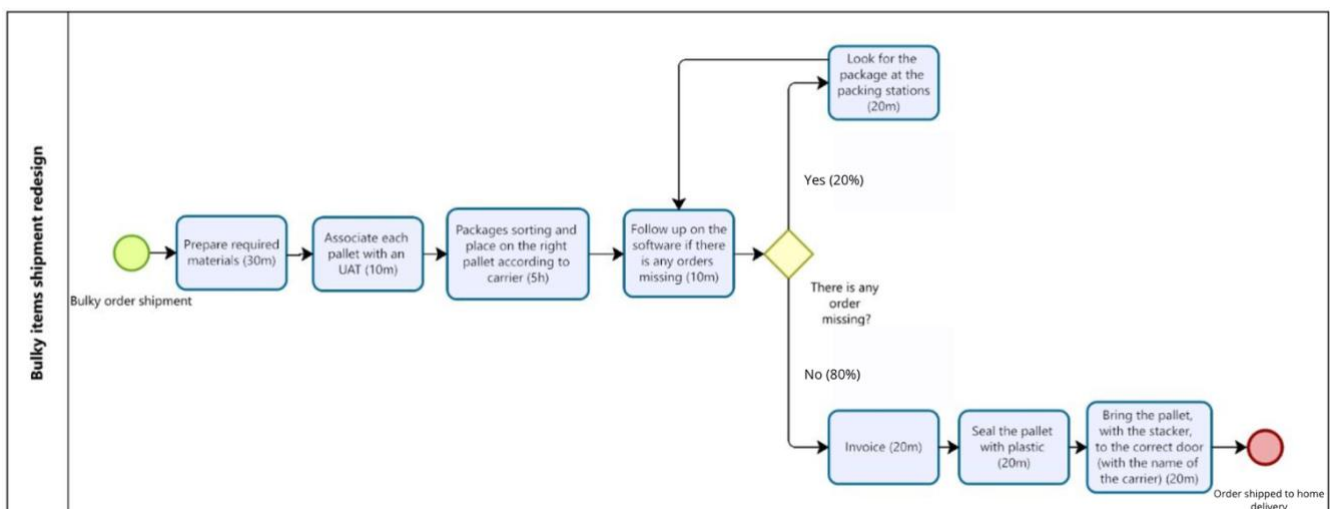 Bulky items shipment redesign
Bulky order shipment
Prepare required
materials (30m)
Associate each
pallet with an
UAT (10m)
Packages sorting and
place on the right
pallet according to
carrier (5h)
Follow up on the
software if there
is any orders
missing (10m)
There is any
order
missing?
Yes (20%)
Look for the
package at the
packing stations
(20m)
No (80%)
Invoice (20m)
Seal the pallet
with plastic
(20m)
Bring the pallet,
with the stacker,
to the correct door
(with the name of
the carrier) (20m)
Order shipped to home
delivery